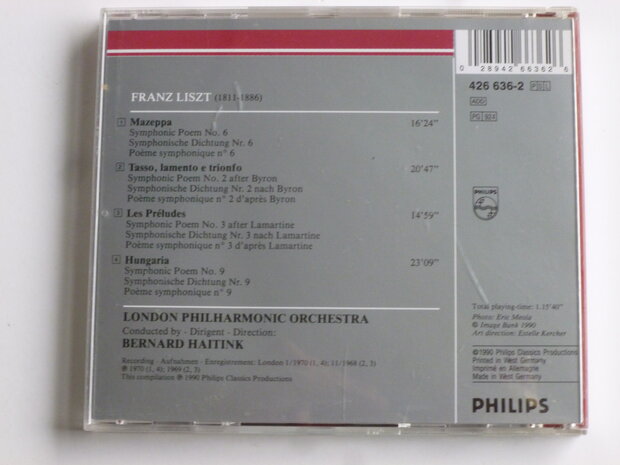 FRANZ LISZT (1811-1886)
1 Mazeppa 16'24"
Symphonic Poem No. 6
Symphonische Dichtung Nr. 6
Poème symphonique n° 6
2 Tasso, lamento e trionfo 20'47"
Symphonic Poem No. 2 after Byron
Symphonische Dichtung Nr. 2 nach Byron
Poème symphonique n° 2 d'après Byron
3 Les Préludes 14'59"
Symphonic Poem No. 3 after Lamartine
Symphonische Dichtung Nr. 3 nach Lamartine
Poème symphonique n° 3 d'après Lamartine
4 Hungaria 23'09"
Symphonic Poem No. 9
Symphonische Dichtung Nr. 9
Poème symphonique n° 9
LONDON PHILHARMONIC ORCHESTRA
Conducted by - Dirigent - Direction:
BERNARD HAITINK
Recording - Aufnahmen - Enregistrement: London 1/1970 (1, 4); 11/1968 (2, 3)
℗ 1970 (1, 4); 1969 (2, 3)
This compilation ℗ 1990 Philips Classics Productions
0 28942 66362 6
426 636-2
ADD
PG 924
PHILIPS
Total playing-time: 1.15'40"
Photo: Eric Meola
© Image Bank 1990
Art direction: Estelle Kercher
©1990 Philips Classics Productions
Printed in West Germany
Imprimé en Allemagne
Made in West Germany
PHILIPS